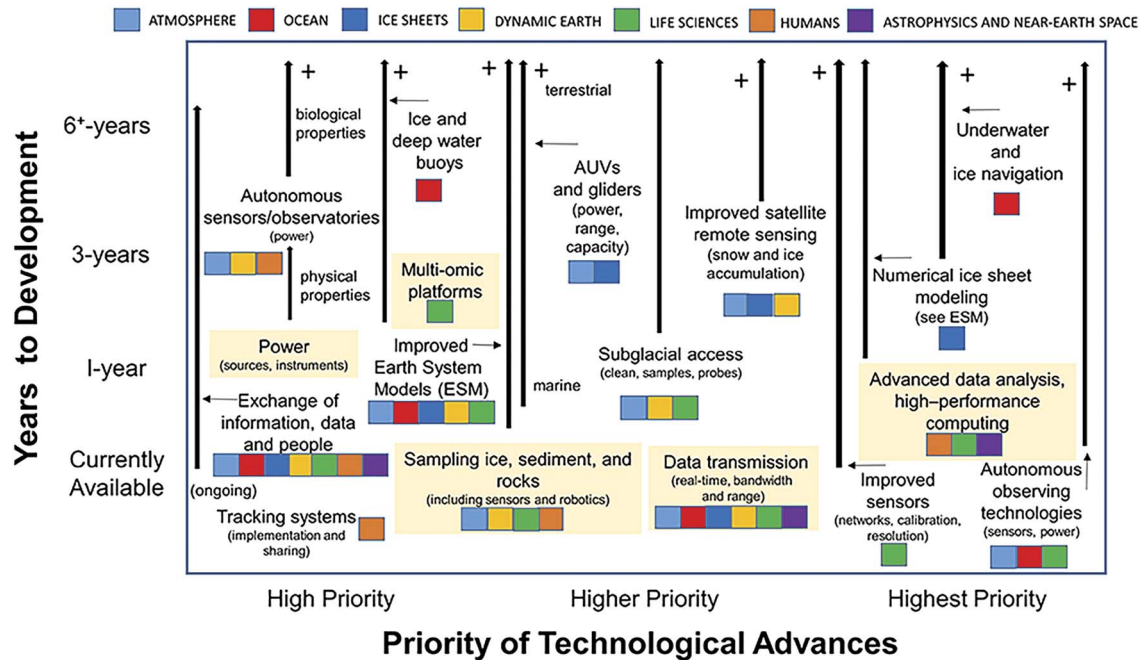 ATMOSPHERE OCEAN ICE SHEETS DYNAMIC EARTH LIFE SCIENCES HUMANS ASTROPHYSICS AND NEAR-EARTH SPACE
Years to Development
6+-years
3-years
I-year
Currently
Available
+
+
+
+
+
+
+
+
biological
properties
Autonomous
sensors/observatories
(power)
physical
properties
Power
(sources, instruments)
Exchange of
information, data
and people
(ongoing)
Tracking systems
(implementation and
sharing)
Ice and
deep water
buoys
Multi-omic
platforms
Improved
Earth System
Models (ESM)
Sampling ice, sediment, and
rocks
(including sensors and robotics)
terrestrial
AUVs
and gliders
(power,
range,
capacity)
marine
Improved satellite
remote sensing
(snow and ice
accumulation)
Subglacial access
(clean, samples, probes)
Data transmission
(real-time, bandwidth
and range)
Underwater
and
ice navigation
Numerical ice sheet
modeling
(see ESM)
Advanced data analysis,
high–performance
computing
Improved
sensors
(networks, calibration,
resolution)
Autonomous
observing
technologies
(sensors, power)
High Priority
Higher Priority
Highest Priority
Priority of Technological Advances